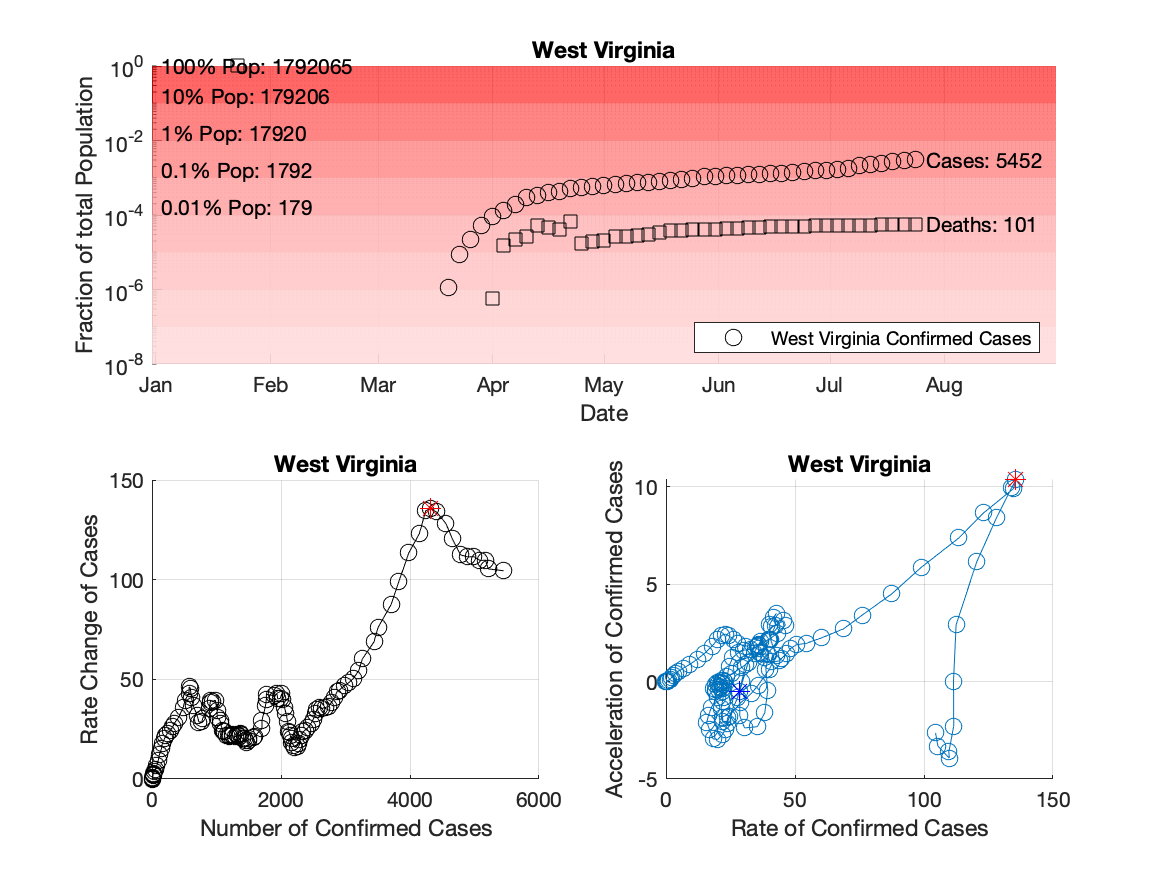 West Virginia
Fraction of total Population
10^0
10^-2
10^-4
10^-6
10^-8
100% Pop: 1792065
10% Pop: 179206
1% Pop: 17920
0.1% Pop: 1792
0.01% Pop: 179
Cases: 5452
Deaths: 101
West Virginia Confirmed Cases
Jan Feb Mar Apr May Jun Jul Aug
Date
West Virginia
Rate Change of Cases
150
100
50
0
0 2000 4000 6000
Number of Confirmed Cases
West Virginia
Acceleration of Confirmed Cases
10
5
0
-5
0 50 100 150
Rate of Confirmed Cases